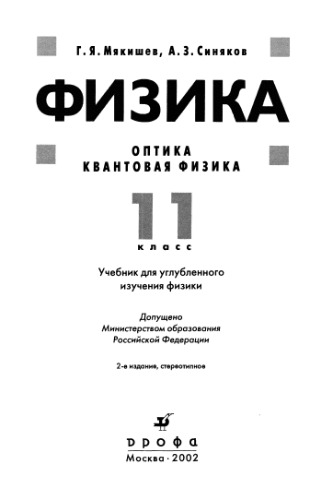 Г. Я. Мякишев, А. З. Синяков
ФИЗИКА
ОПТИКА
КВАНТОВАЯ ФИЗИКА
11
класс
Учебник для углубленного
изучения физики
Допущено
Министерством образования
Российской Федерации
2-е издание, стереотипное
ДРОФА
Москва · 2002